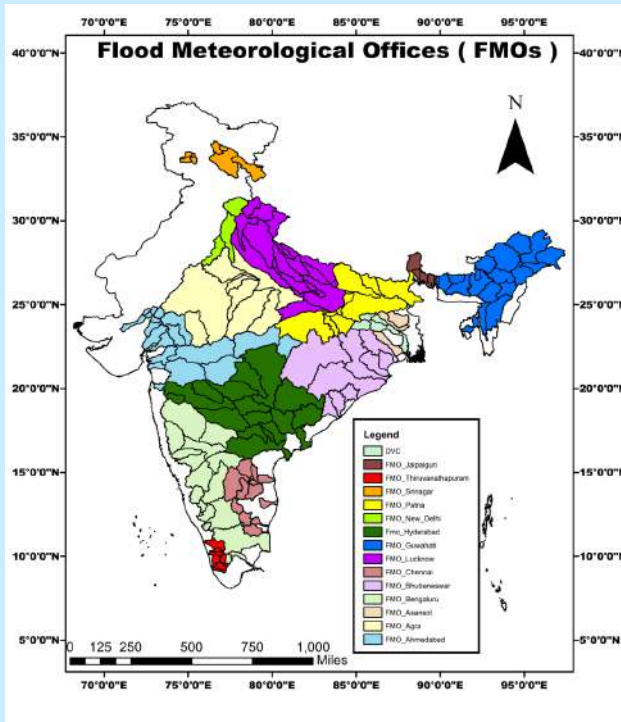 Flood Meteorological Offices ( FMOs )
70°0'0"E 75°0'0"E 80°0'0"E 85°0'0"E 90°0'0"E 95°0'0"E
40°0'0"N 40°0'0"N
N
35°0'0"N 35°0'0"N
30°0'0"N 30°0'0"N
25°0'0"N 25°0'0"N
20°0'0"N 20°0'0"N
15°0'0"N 15°0'0"N
10°0'0"N 10°0'0"N
5°0'0"N 5°0'0"N
Legend
DVC
FMO_Jalpaiguri
FMO_Thiruvanathapuram
FMO_Srinagar
FMO_Patna
FMO_New_Delhi
Fmo_Hyderabad
FMO_Guwahati
FMO_Lucknow
FMO_Chennai
FMO_Bhubaneswar
FMO_Bengaluru
FMO_Asansol
FMO_Agra
FMO_Ahmedabad
0 125 250 500 750 1,000
Miles
70°0'0"E 75°0'0"E 80°0'0"E 85°0'0"E 90°0'0"E 95°0'0"E